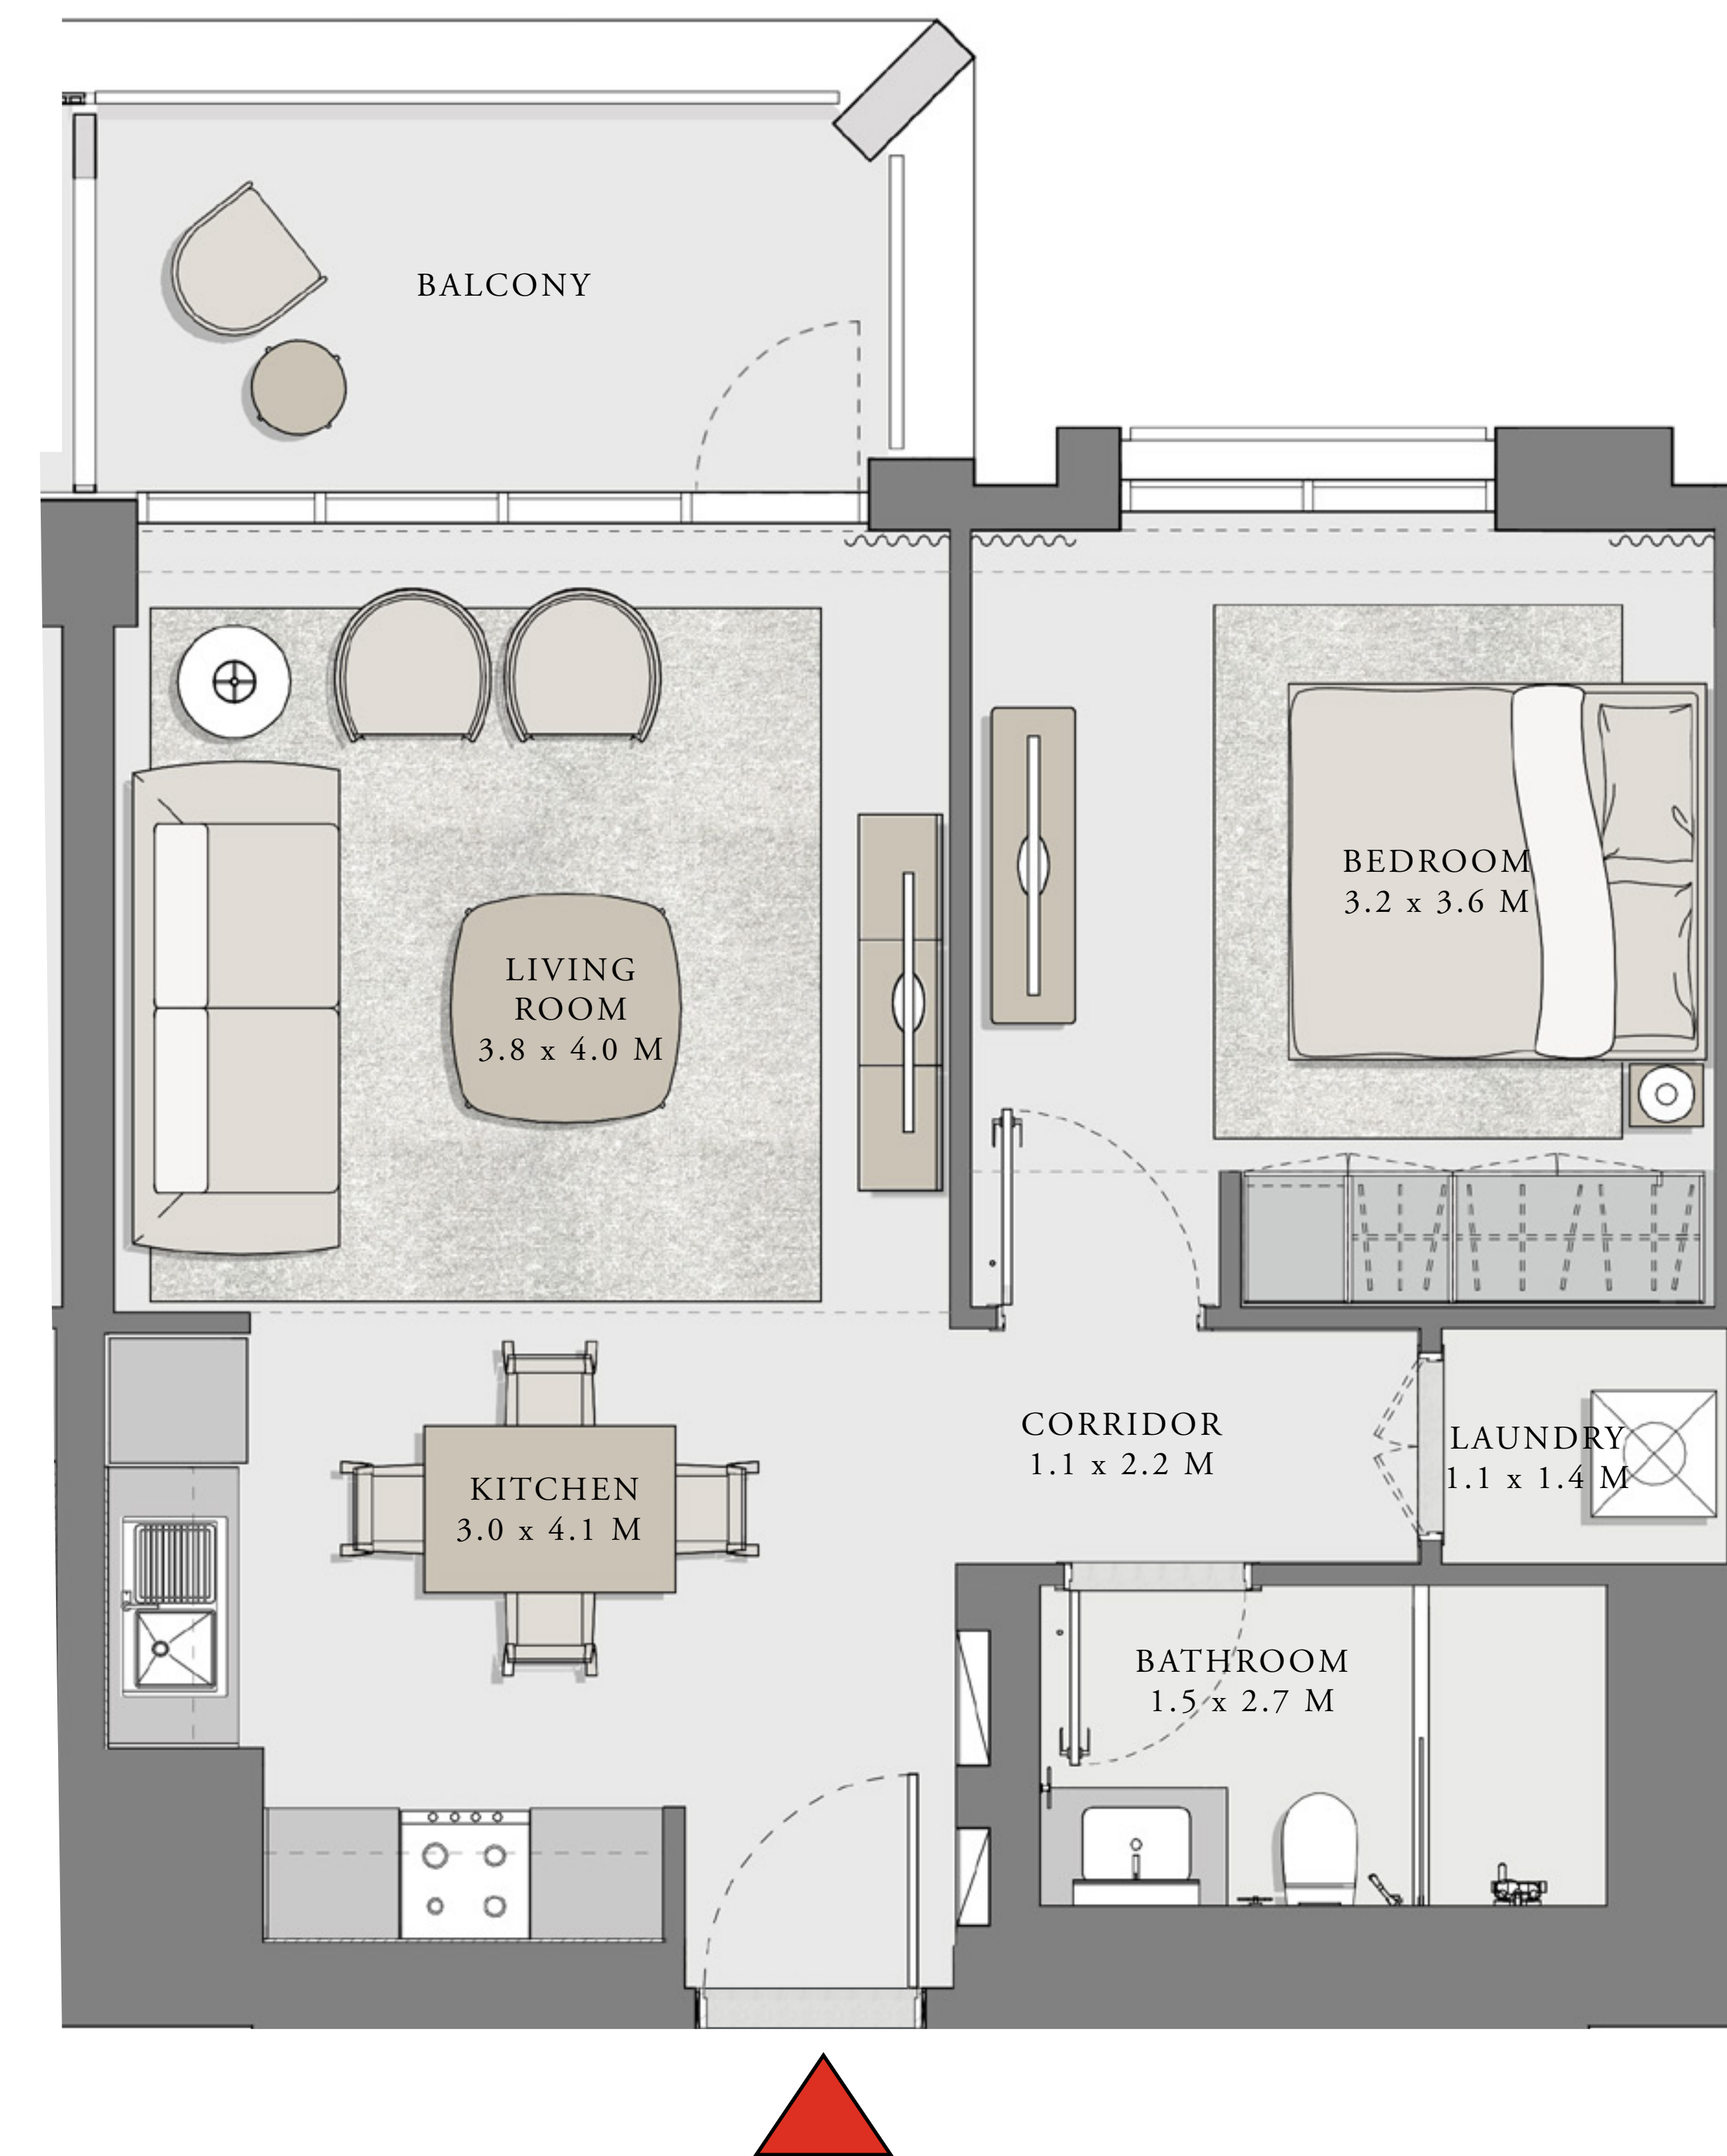 BALCONY
BEDROOM
3.2 x 3.6 M
LIVING
ROOM
3.8 x 4.0 M
CORRIDOR
1.1 x 2.2 M
LAUNDRY
1.1 x 1.4 M
KITCHEN
3.0 x 4.1 M
BATHROOM
1.5 x 2.7 M